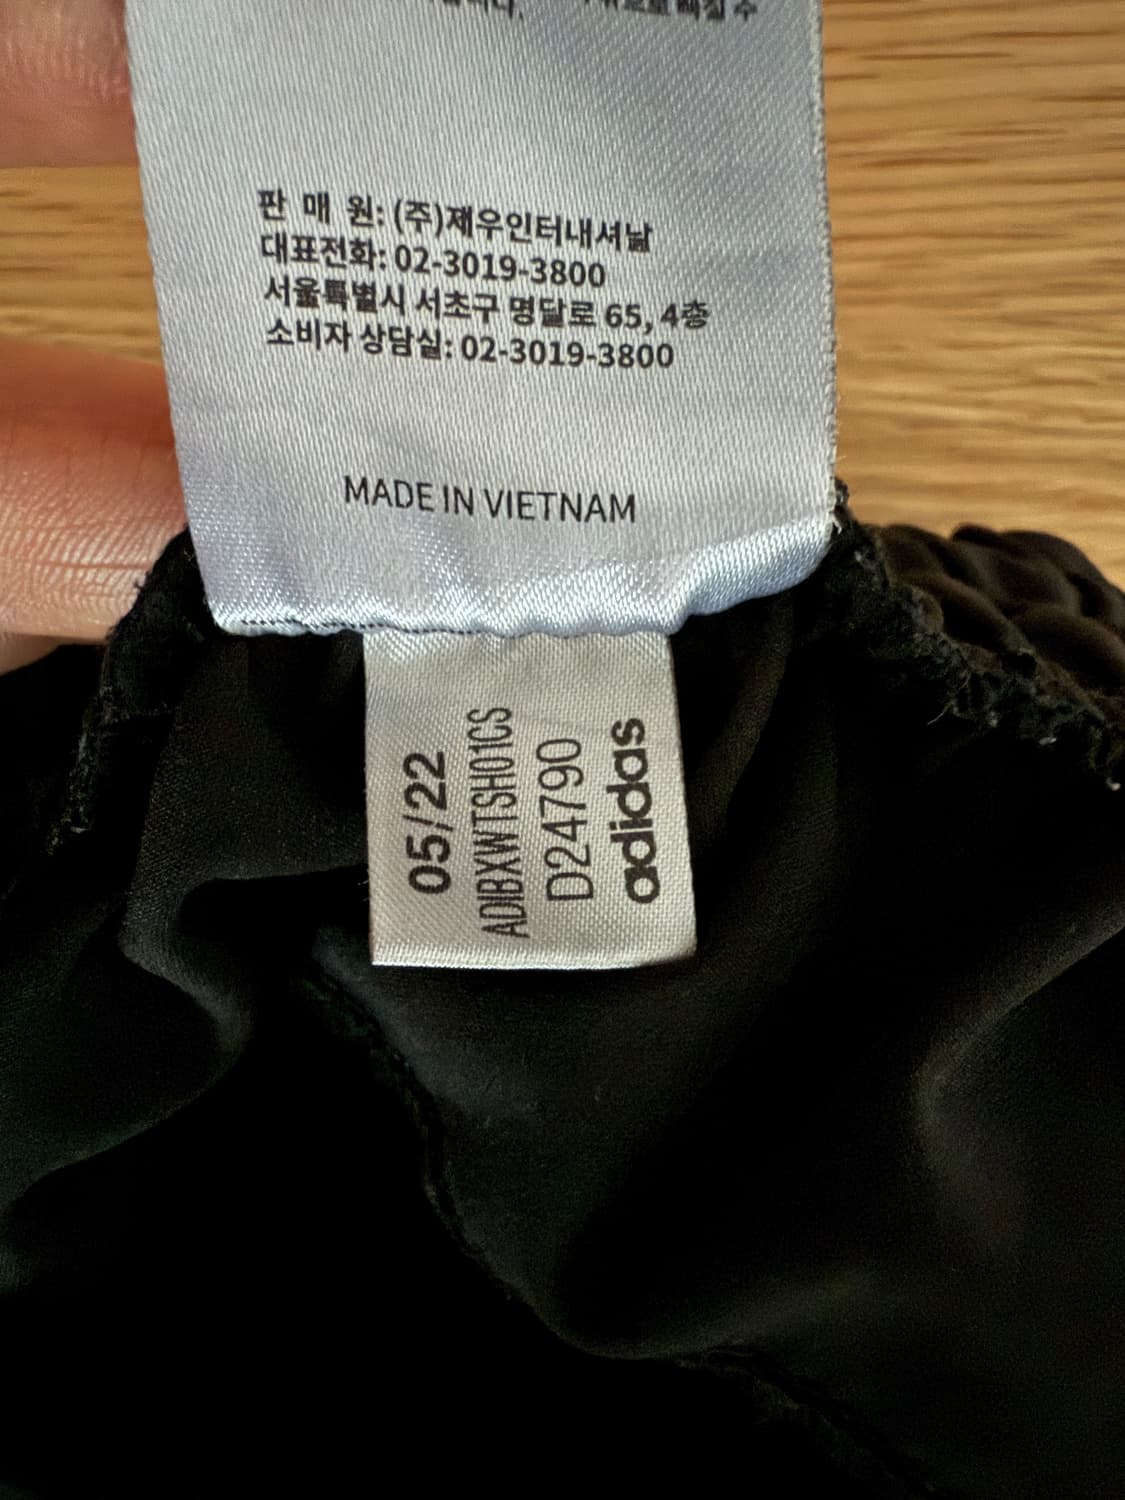 판 매 원: (주)제우인터내셔날
대표전화: 02-3019-3800
서울특별시 서초구 명달로 65, 4층
소비자 상담실: 02-3019-3800
MADE IN VIETNAM
05/22
ADIBXWTSH01CS
D24790
adidas